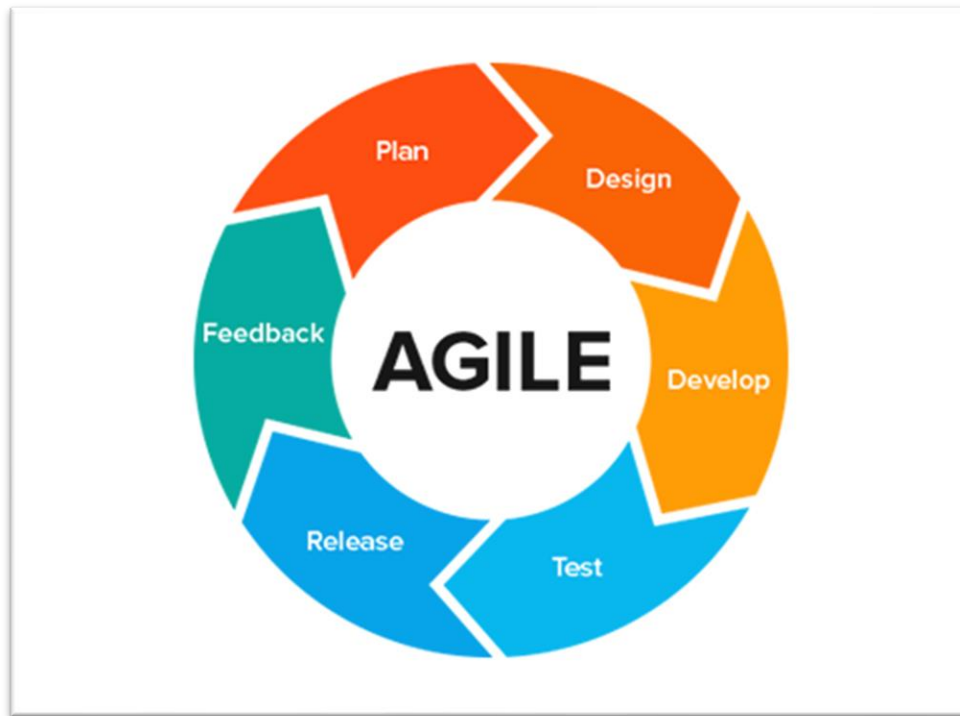 Plan
Design
Develop
Test
Release
Feedback
AGILE